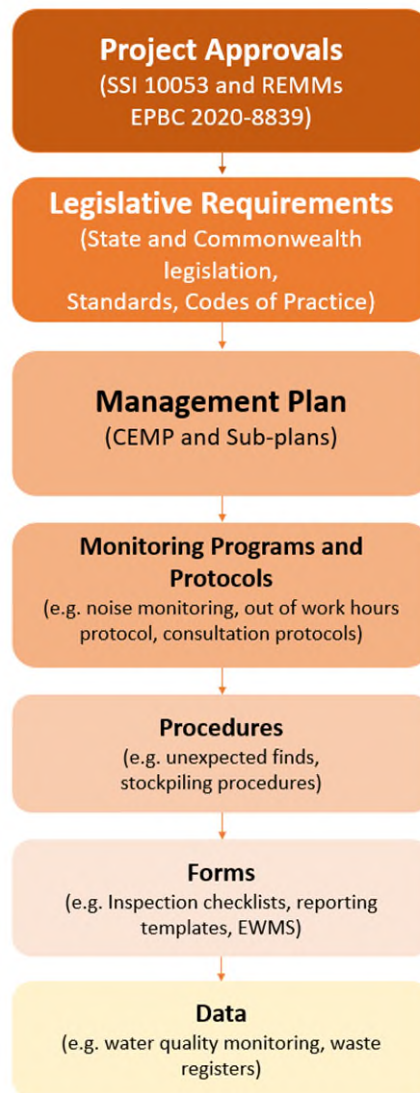 Project Approvals
(SSI 10053 and REMMs
EPBC 2020-8839)
Legislative Requirements
(State and Commonwealth
legislation,
Standards, Codes of Practice)
Management Plan
(CEMP and Sub-plans)
Monitoring Programs and
Protocols
(e.g. noise monitoring, out of work hours
protocol, consultation protocols)
Procedures
(e.g. unexpected finds,
stockpiling procedures)
Forms
(e.g. Inspection checklists, reporting
templates, EWMS)
Data
(e.g. water quality monitoring, waste
registers)